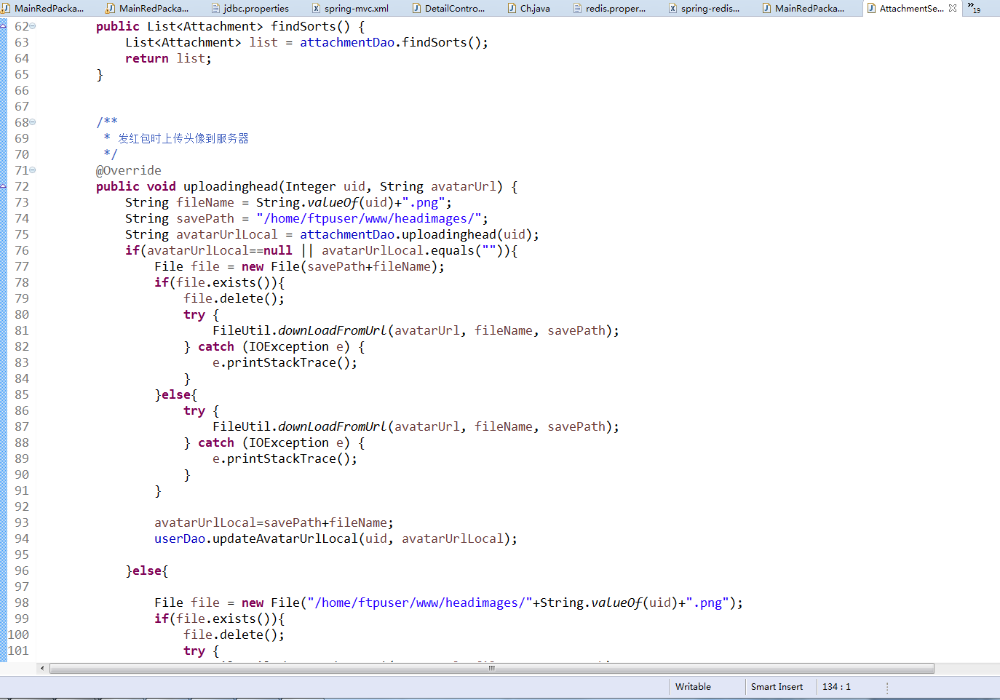 MainRedPacka... MainRedPacka... jdbc.properties spring-mvc.xml DetailContro... Ch.java redis.proper... spring-redis... MainRedPacka... AttachmentSe... »19
62 public List<Attachment> findSorts() {
63 List<Attachment> list = attachmentDao.findSorts();
64 return list;
65 }
66
67
68 /**
69 * 发红包时上传头像到服务器
70 */
71 @Override
72 public void uploadinghead(Integer uid, String avatarUrl) {
73 String fileName = String.valueOf(uid)+".png";
74 String savePath = "/home/ftpuser/www/headimages/";
75 String avatarUrlLocal = attachmentDao.uploadinghead(uid);
76 if(avatarUrlLocal==null || avatarUrlLocal.equals("")){
77 File file = new File(savePath+fileName);
78 if(file.exists()){
79 file.delete();
80 try {
81 FileUtil.downLoadFromUrl(avatarUrl, fileName, savePath);
82 } catch (IOException e) {
83 e.printStackTrace();
84 }
85 }else{
86 try {
87 FileUtil.downLoadFromUrl(avatarUrl, fileName, savePath);
88 } catch (IOException e) {
89 e.printStackTrace();
90 }
91 }
92
93 avatarUrlLocal=savePath+fileName;
94 userDao.updateAvatarUrlLocal(uid, avatarUrlLocal);
95
96 }else{
97
98 File file = new File("/home/ftpuser/www/headimages/"+String.valueOf(uid)+".png");
99 if(file.exists()){
100 file.delete();
101 try {
Writable Smart Insert 134 : 1